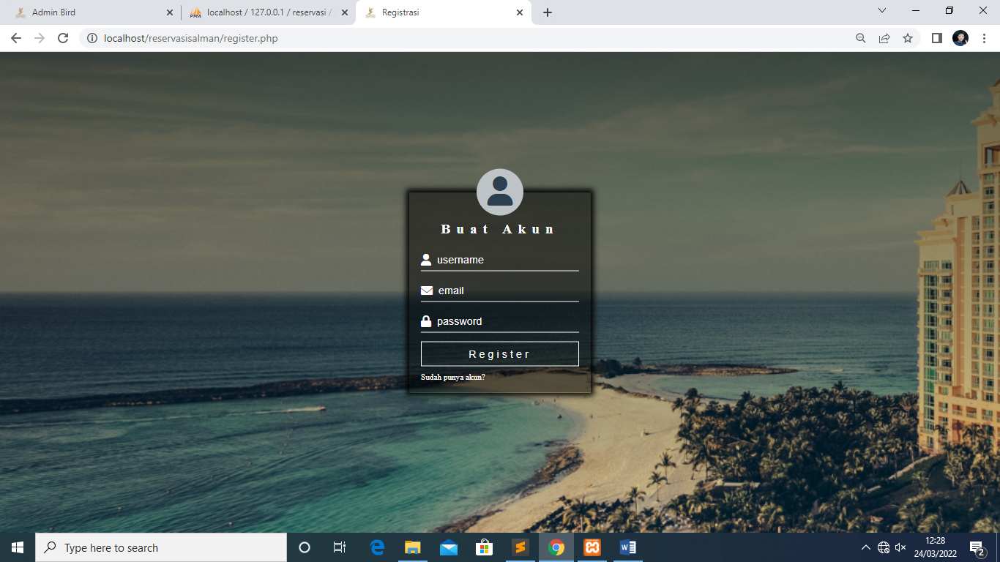 Admin Bird
localhost / 127.0.0.1 / reservasi /
Registrasi
localhost/reservasisalman/register.php
Buat Akun
username
email
password
Register
Sudah punya akun?
Type here to search
12:28
24/03/2022
2